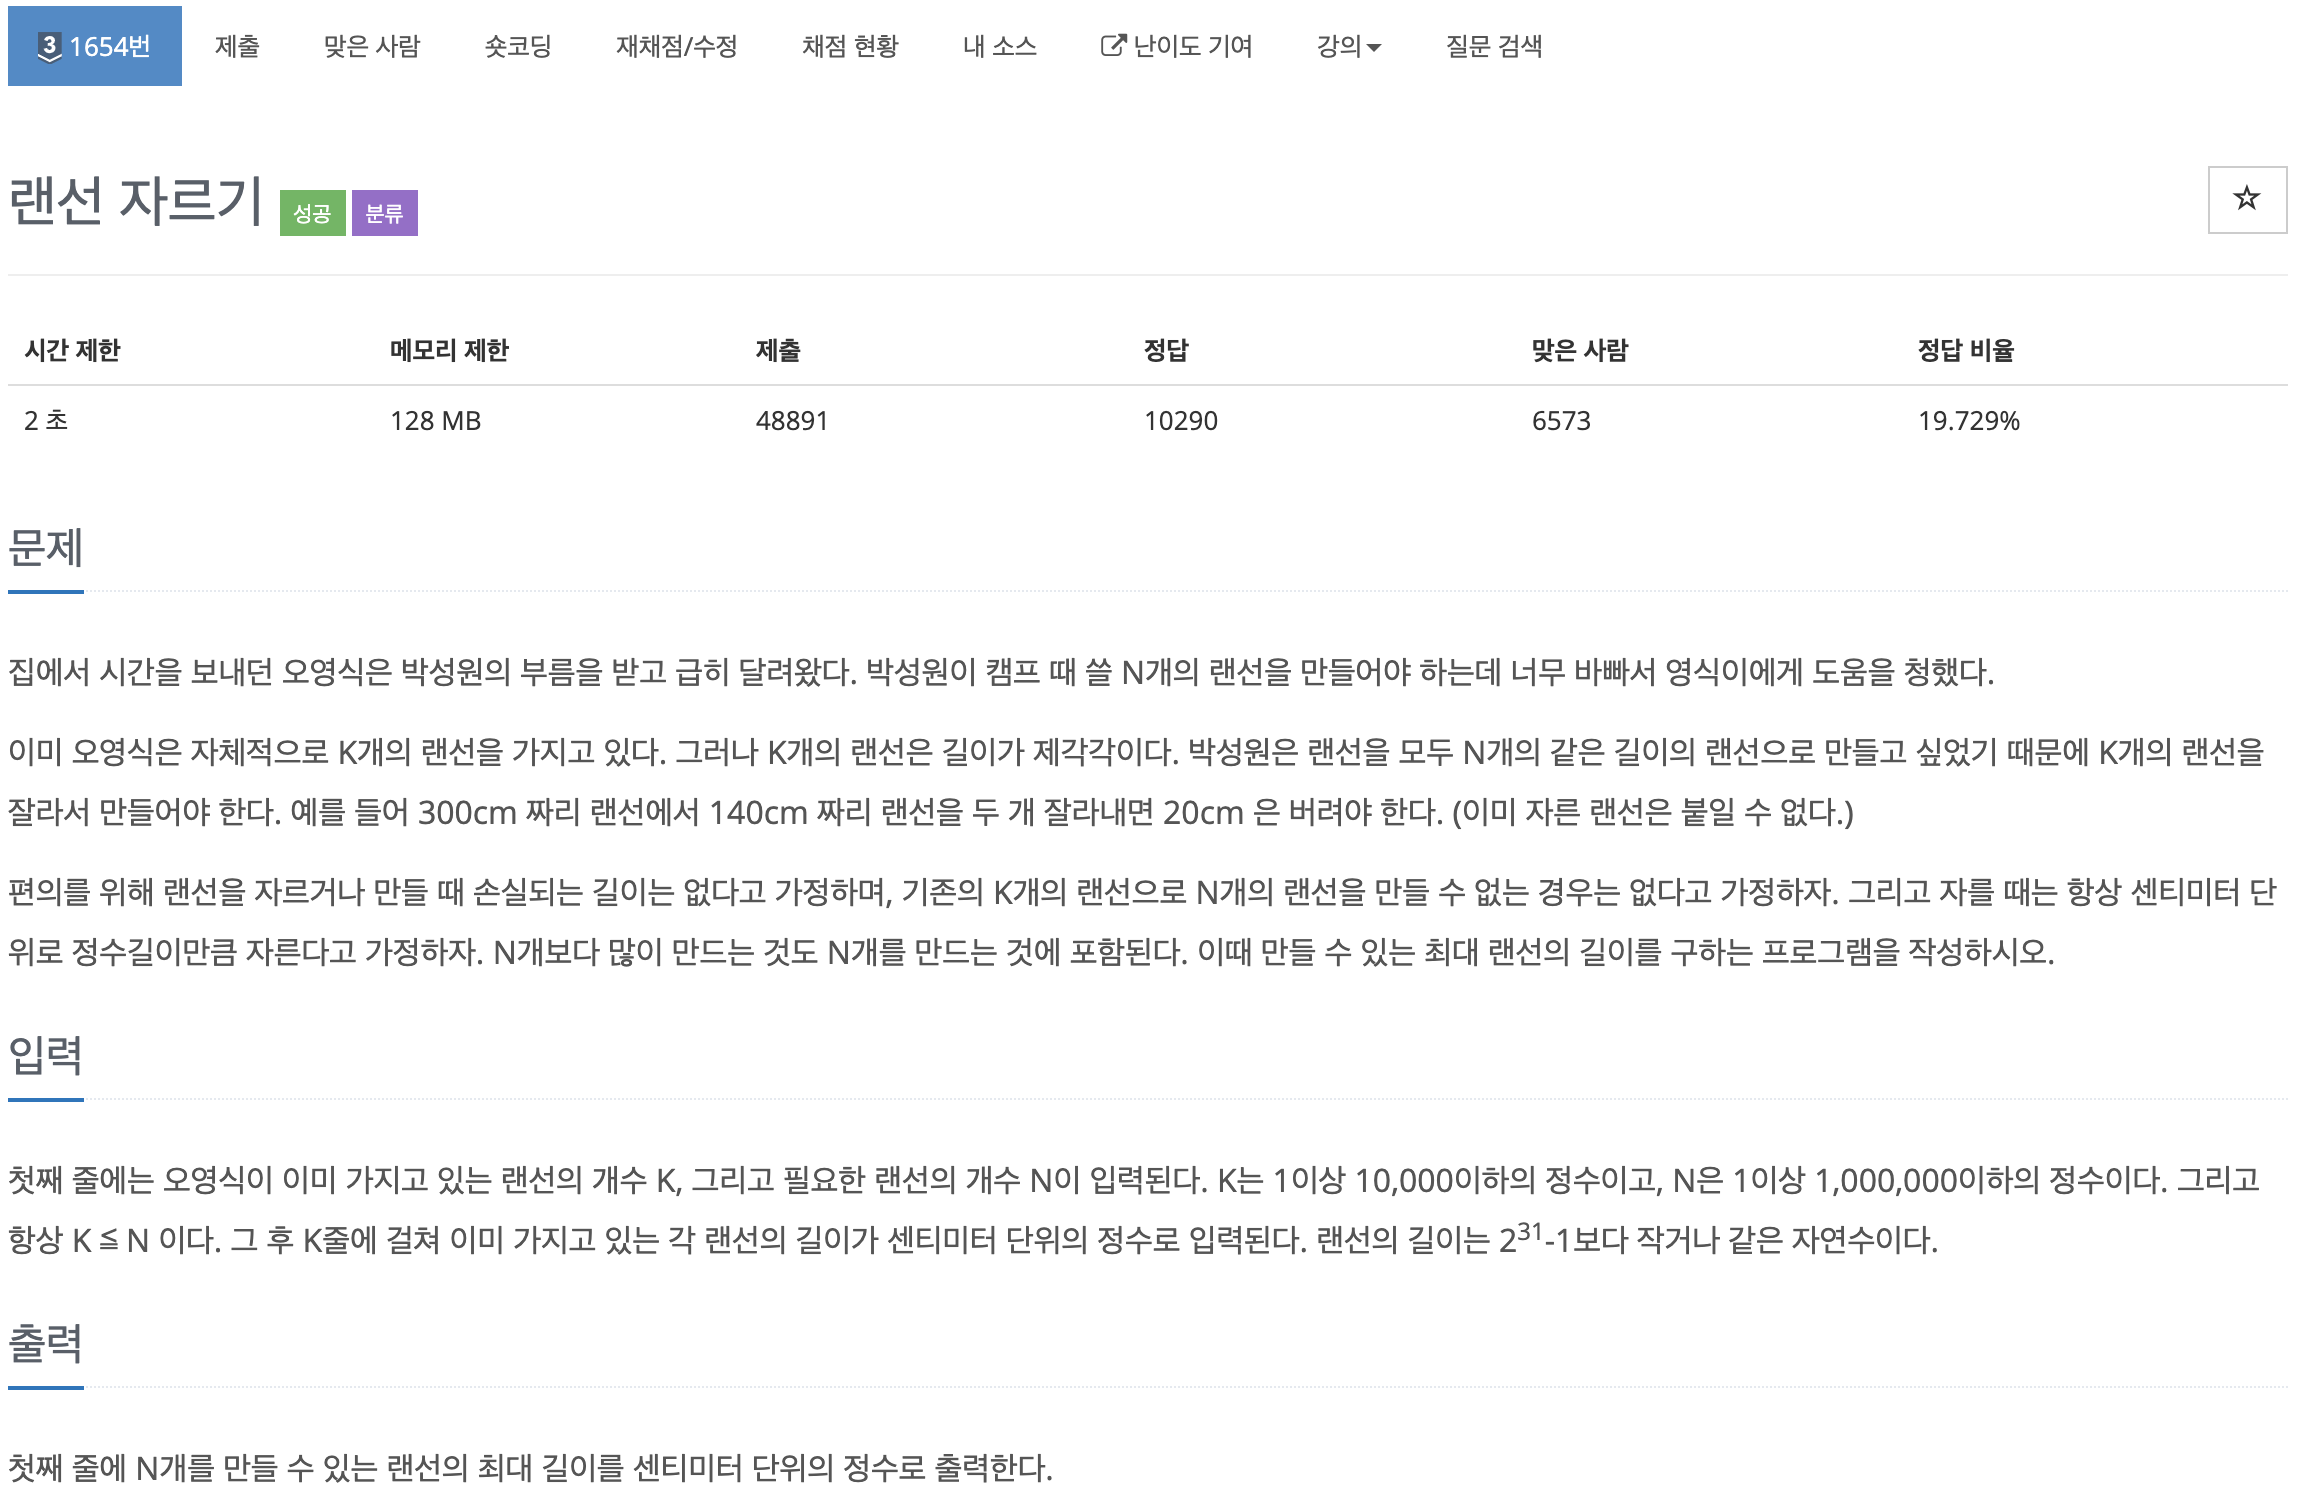 3 1654번 제출 맞은 사람 숏코딩 재채점/수정 채점 현황 내 소스 난이도 기여 강의 질문 검색
랜선 자르기 성공 분류
시간 제한 메모리 제한 제출 정답 맞은 사람 정답 비율
2 초 128 MB 48891 10290 6573 19.729%
문제
집에서 시간을 보내던 오영식은 박성원의 부름을 받고 급히 달려왔다. 박성원이 캠프 때 쓸 N개의 랜선을 만들어야 하는데 너무 바빠서 영식이에게 도움을 청했다.
이미 오영식은 자체적으로 K개의 랜선을 가지고 있다. 그러나 K개의 랜선은 길이가 제각각이다. 박성원은 랜선을 모두 N개의 같은 길이의 랜선으로 만들고 싶었기 때문에 K개의 랜선을
잘라서 만들어야 한다. 예를 들어 300cm 짜리 랜선에서 140cm 짜리 랜선을 두 개 잘라내면 20cm 은 버려야 한다. (이미 자른 랜선은 붙일 수 없다.)
편의를 위해 랜선을 자르거나 만들 때 손실되는 길이는 없다고 가정하며, 기존의 K개의 랜선으로 N개의 랜선을 만들 수 없는 경우는 없다고 가정하자. 그리고 자를 때는 항상 센티미터 단
위로 정수길이만큼 자른다고 가정하자. N개보다 많이 만드는 것도 N개를 만드는 것에 포함된다. 이때 만들 수 있는 최대 랜선의 길이를 구하는 프로그램을 작성하시오.
입력
첫째 줄에는 오영식이 이미 가지고 있는 랜선의 개수 K, 그리고 필요한 랜선의 개수 N이 입력된다. K는 1이상 10,000이하의 정수이고, N은 1이상 1,000,000이하의 정수이다. 그리고
항상 K ≦ N 이다. 그 후 K줄에 걸쳐 이미 가지고 있는 각 랜선의 길이가 센티미터 단위의 정수로 입력된다. 랜선의 길이는 2³¹-1보다 작거나 같은 자연수이다.
출력
첫째 줄에 N개를 만들 수 있는 랜선의 최대 길이를 센티미터 단위의 정수로 출력한다.